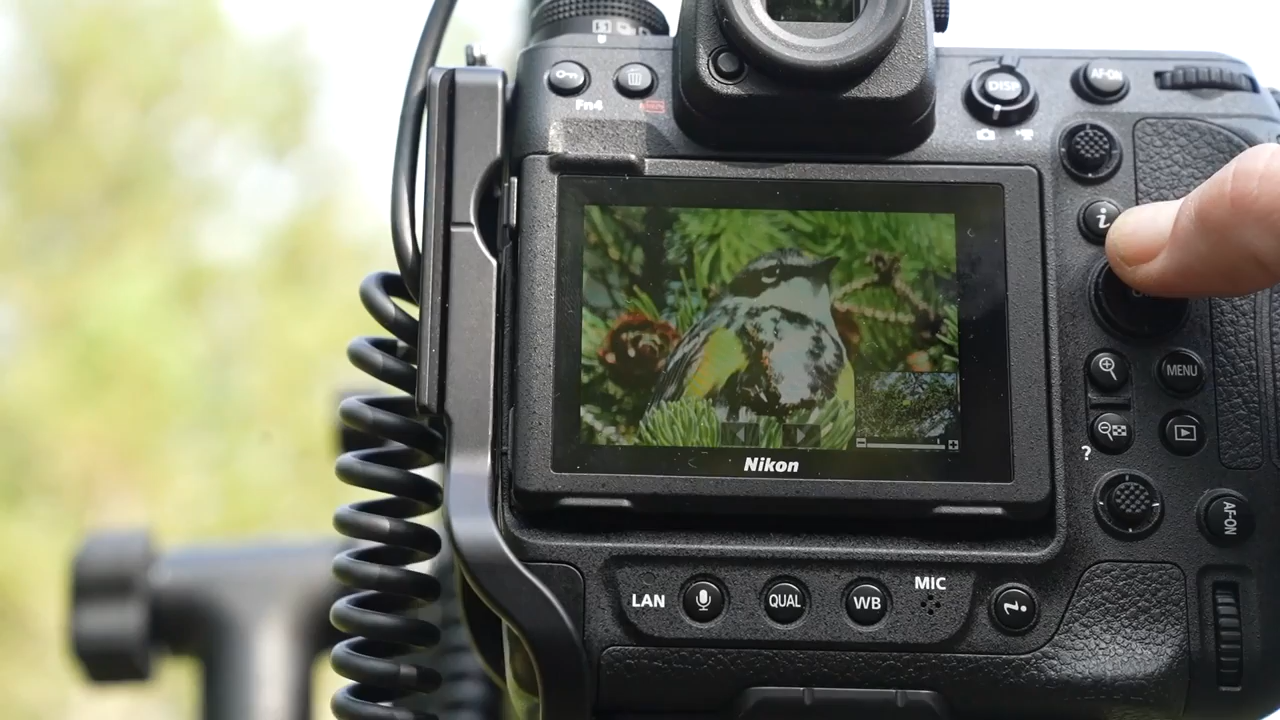 DISP
AF-ON
Fn4
i
MENU
?
Nikon
MIC
LAN
QUAL
WB
i
AF-ON